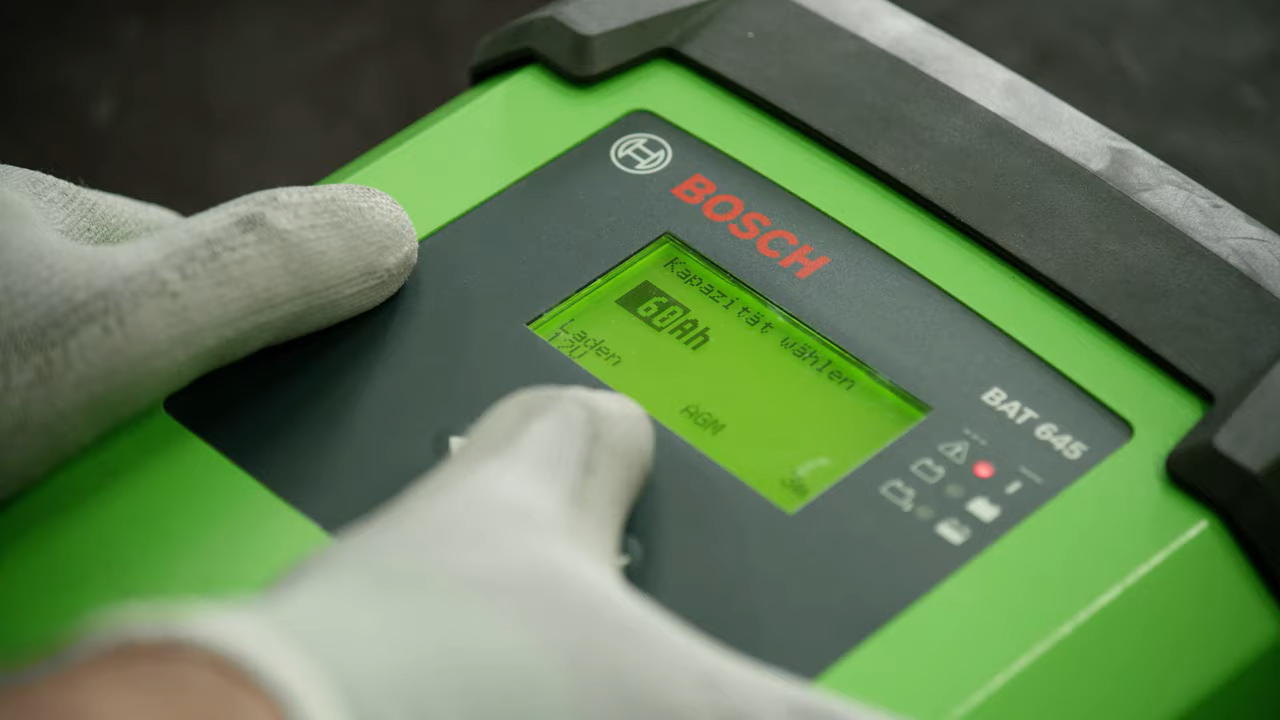 BOSCH
Kapazität wählen
60Ah
Laden
12V
AGM
BAT 645